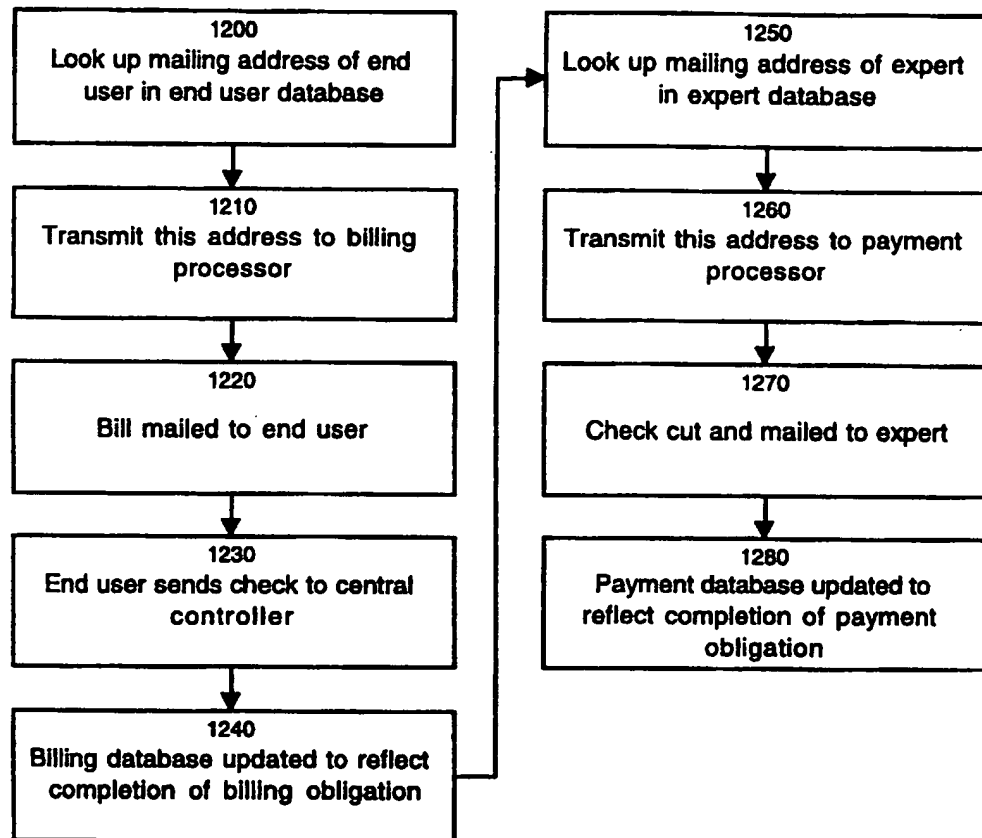 1200
Look up mailing address of end
user in end user database
1210
Transmit this address to billing
processor
1220
Bill mailed to end user
1230
End user sends check to central
controller
1240
Billing database updated to reflect
completion of billing obligation
1250
Look up mailing address of expert
in expert database
1260
Transmit this address to payment
processor
1270
Check cut and mailed to expert
1280
Payment database updated to
reflect completion of payment
obligation